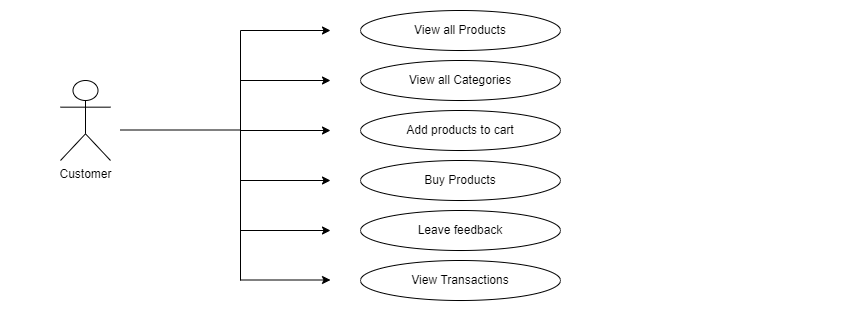 View all Products
View all Categories
Add products to cart
Customer
Buy Products
Leave feedback
View Transactions